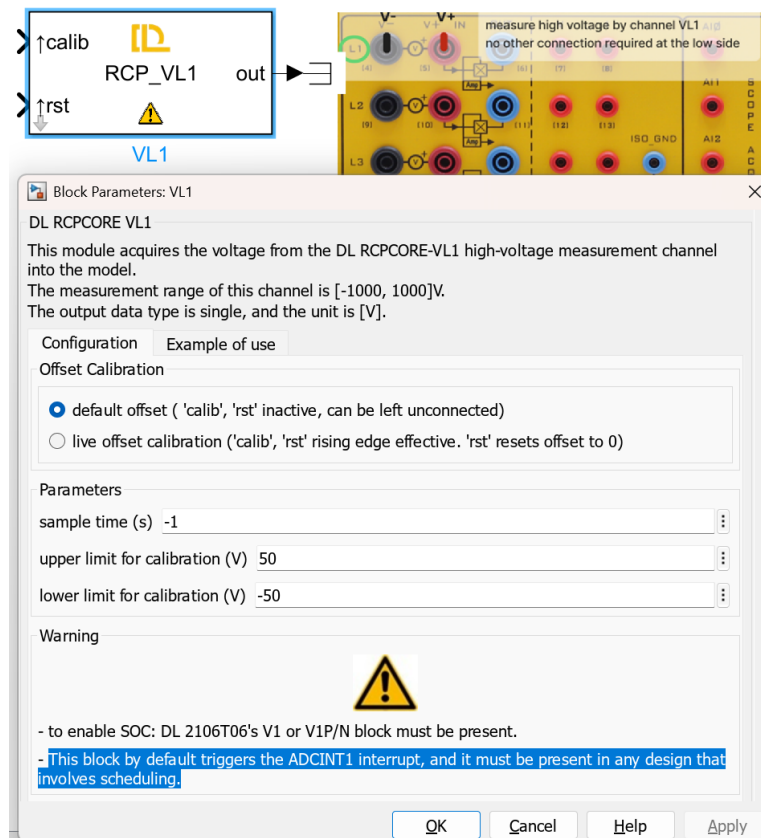 V- V+
V- V+ IN
measure high voltage by channel VL1
no other connection required at the low side
↑calib
RCP_VL1
out
↑rst
VL1
L1
(4) (5) (6) (7) (8)
Amp
AI1
L2
(9) (10) (11) (12) (13)
Amp
ISO_GND
AI2
L3
SCOPE
Block Parameters: VL1
DL RCPCORE VL1
This module acquires the voltage from the DL RCPCORE-VL1 high-voltage measurement channel
into the model.
The measurement range of this channel is [-1000, 1000]V.
The output data type is single, and the unit is [V].
Configuration Example of use
Offset Calibration
default offset ( 'calib', 'rst' inactive, can be left unconnected)
live offset calibration ('calib', 'rst' rising edge effective. 'rst' resets offset to 0)
Parameters
sample time (s) -1
upper limit for calibration (V) 50
lower limit for calibration (V) -50
Warning
- to enable SOC: DL 2106T06's V1 or V1P/N block must be present.
- This block by default triggers the ADCINT1 interrupt, and it must be present in any design that
involves scheduling.
OK Cancel Help Apply